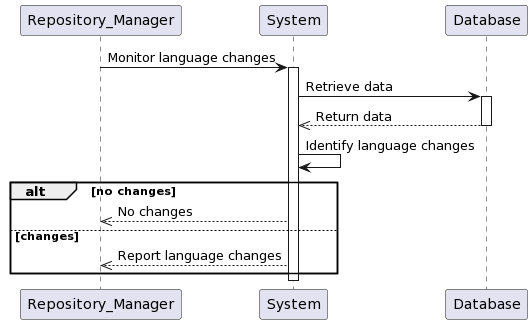 Repository_Manager System Database
Monitor language changes
Retrieve data
Return data
Identify language changes
alt [no changes]
No changes
[changes]
Report language changes
Repository_Manager System Database